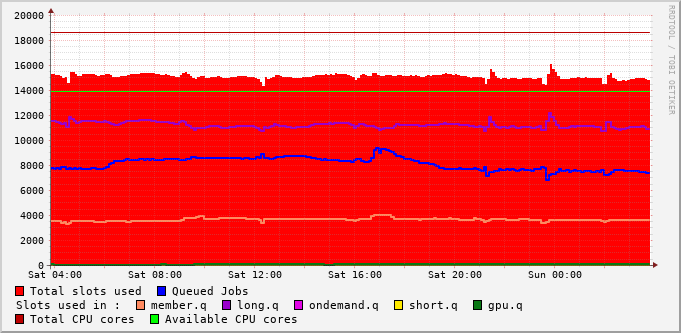 20000
18000
16000
14000
12000
10000
8000
6000
4000
2000
0
Sat 04:00 Sat 08:00 Sat 12:00 Sat 16:00 Sat 20:00 Sun 00:00
RRDTOOL / TOBI OETIKER
Total slots used Queued Jobs
Slots used in : member.q long.q ondemand.q short.q gpu.q
Total CPU cores Available CPU cores